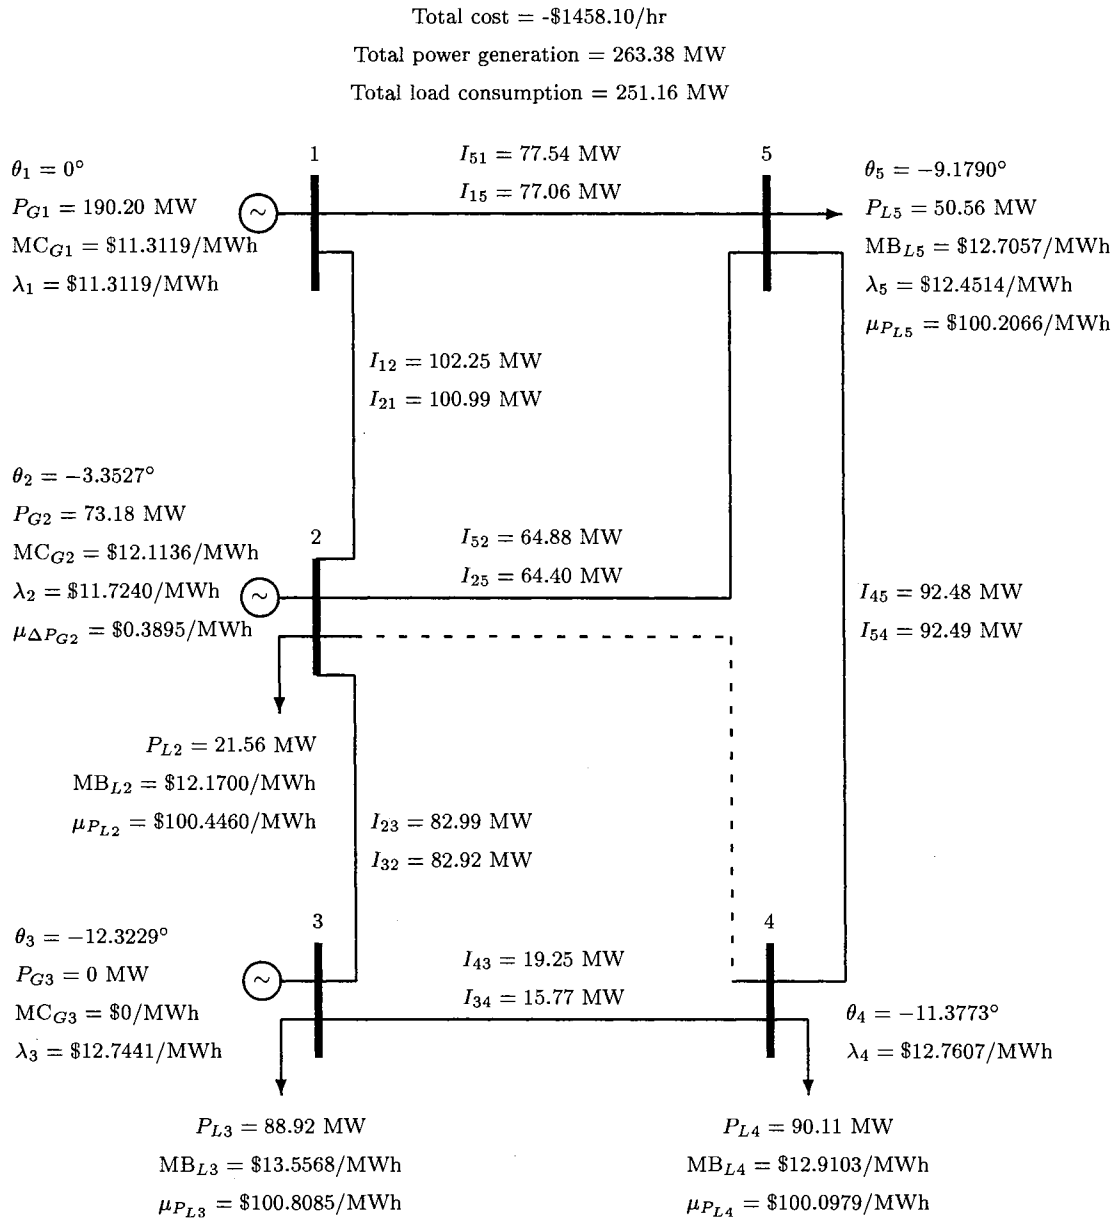 Total cost = -$1458.10/hr
Total power generation = 263.38 MW
Total load consumption = 251.16 MW
1
5
θ1 = 0°
PG1 = 190.20 MW
MCG1 = $11.3119/MWh
λ1 = $11.3119/MWh
~
I51 = 77.54 MW
I15 = 77.06 MW
θ5 = −9.1790°
PL5 = 50.56 MW
MBL5 = $12.7057/MWh
λ5 = $12.4514/MWh
μPL5 = $100.2066/MWh
I12 = 102.25 MW
I21 = 100.99 MW
θ2 = −3.3527°
PG2 = 73.18 MW
MCG2 = $12.1136/MWh
λ2 = $11.7240/MWh
μΔPG2 = $0.3895/MWh
2
~
I52 = 64.88 MW
I25 = 64.40 MW
I45 = 92.48 MW
I54 = 92.49 MW
PL2 = 21.56 MW
MBL2 = $12.1700/MWh
μPL2 = $100.4460/MWh
I23 = 82.99 MW
I32 = 82.92 MW
θ3 = −12.3229°
PG3 = 0 MW
MCG3 = $0/MWh
λ3 = $12.7441/MWh
3
~
I43 = 19.25 MW
I34 = 15.77 MW
4
θ4 = −11.3773°
λ4 = $12.7607/MWh
PL3 = 88.92 MW
MBL3 = $13.5568/MWh
μPL3 = $100.8085/MWh
PL4 = 90.11 MW
MBL4 = $12.9103/MWh
μPL4 = $100.0979/MWh